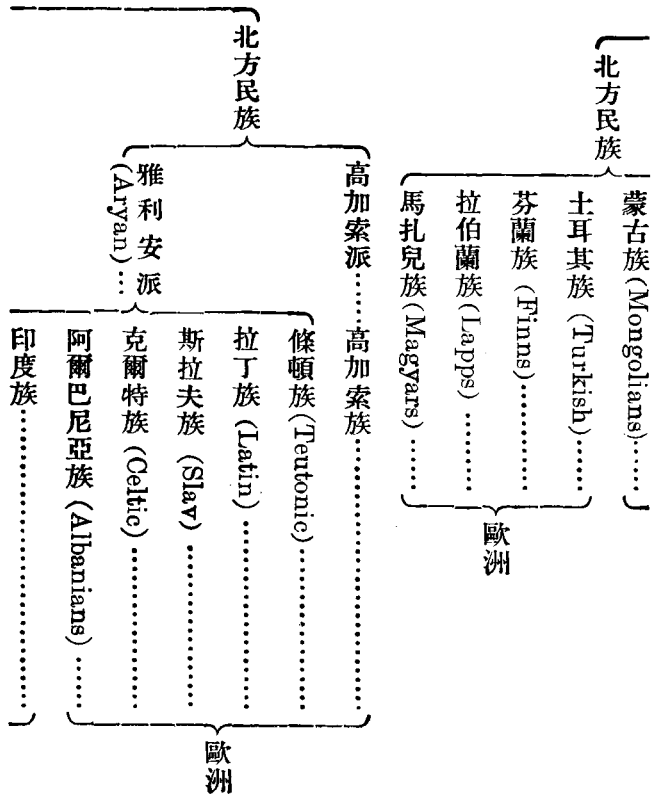 蒙古族(Mongolians)……
北方民族
土耳其族 (Turkish)……
芬蘭族 (Finns)………
拉伯蘭族(Lapps)……
馬扎兒族(Magyars)……
歐洲
北方民族
高加索派……高加索族………………………
雅利安派
(Aryan)…
條頓族(Teutonic)………………
拉丁族 (Latin)…………………
斯拉夫族 (Slav)…………………
克爾特族 (Celtic)………………
阿爾巴尼亞族 (Albanians)……
印度族………………………………
歐洲